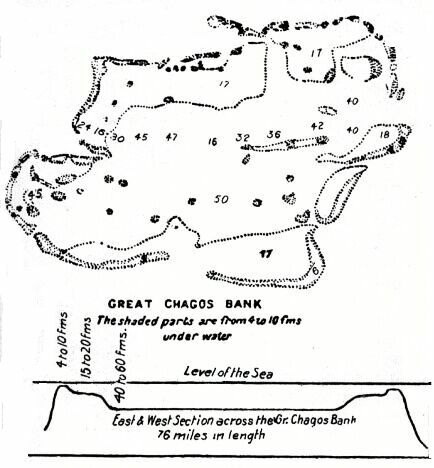 17
17
40
24 16 30 45 47 16 32 36 42 40 18
45
50
17
6
GREAT CHAGOS BANK
The shaded parts are from 4 to 10 fms
under water
4 to 10 fms
15 to 20 fms
40 to 60 fms.
Level of the Sea
East & West Section across the Gr. Chagos Bank
76 miles in length